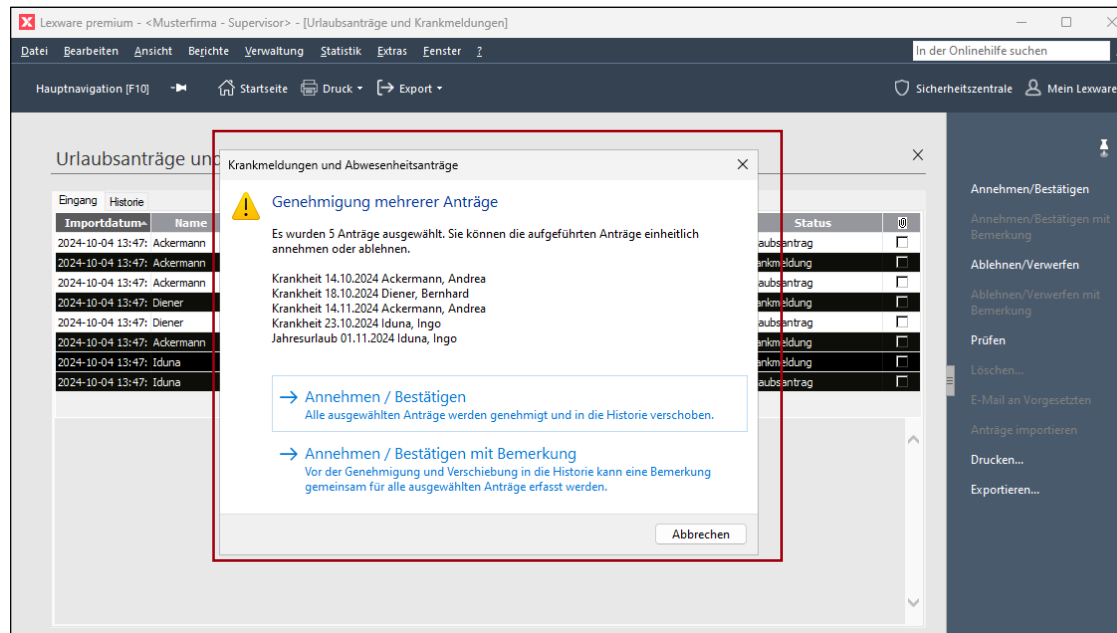 Lexware premium - <Musterfirma - Supervisor> - [Urlaubsanträge und Krankmeldungen]
Datei Bearbeiten Ansicht Berichte Verwaltung Statistik Extras Fenster ? In der Onlinehilfe suchen
Hauptnavigation [F10] Startseite Druck Export Sicherheitszentrale Mein Lexware
Urlaubsanträge und
Krankmeldungen und Abwesenheitsanträge
Genehmigung mehrerer Anträge
Es wurden 5 Anträge ausgewählt. Sie können die aufgeführten Anträge einheitlich
annehmen oder ablehnen.
Krankheit 14.10.2024 Ackermann, Andrea
Krankheit 18.10.2024 Diener, Bernhard
Krankheit 14.11.2024 Ackermann, Andrea
Krankheit 23.10.2024 Iduna, Ingo
Jahresurlaub 01.11.2024 Iduna, Ingo
Annehmen / Bestätigen
Alle ausgewählten Anträge werden genehmigt und in die Historie verschoben.
Annehmen / Bestätigen mit Bemerkung
Vor der Genehmigung und Verschiebung in die Historie kann eine Bemerkung
gemeinsam für alle ausgewählten Anträge erfasst werden.
Abbrechen
Eingang Historie
Importdatum Name Status
2024-10-04 13:47: Ackermann aubsantrag
2024-10-04 13:47: Ackermann ankmeldung
2024-10-04 13:47: Ackermann aubsantrag
2024-10-04 13:47: Diener ankmeldung
2024-10-04 13:47: Diener aubsantrag
2024-10-04 13:47: Ackermann ankmeldung
2024-10-04 13:47: Iduna ankmeldung
2024-10-04 13:47: Iduna aubsantrag
Annehmen/Bestätigen
Annehmen/Bestätigen mit
Bemerkung
Ablehnen/Verwerfen
Ablehnen/Verwerfen mit
Bemerkung
Prüfen
Löschen...
E-Mail an Vorgesetzten
Anträge importieren
Drucken...
Exportieren...